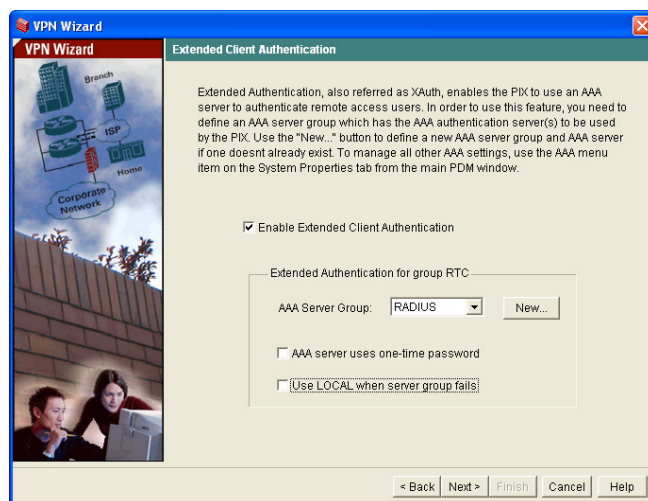 VPN Wizard
VPN Wizard
Extended Client Authentication
Branch
ISP
Home
Corporate
Network
Extended Authentication, also referred as XAuth, enables the PIX to use an AAA
server to authenticate remote access users. In order to use this feature, you need to
define an AAA server group which has the AAA authentication server(s) to be used
by the PIX. Use the "New..." button to define a new AAA server group and AAA server
if one doesnt already exist. To manage all other AAA settings, use the AAA menu
item on the System Properties tab from the main PDM window.
Enable Extended Client Authentication
Extended Authentication for group RTC
AAA Server Group: RADIUS New...
AAA server uses one-time password
Use LOCAL when server group fails
< Back Next > Finish Cancel Help